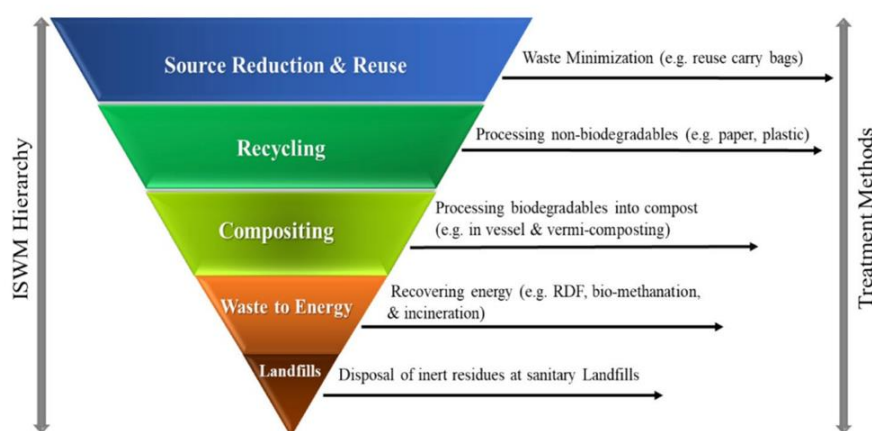 ISWM Hierarchy
Source Reduction & Reuse
Waste Minimization (e.g. reuse carry bags)
Recycling
Processing non-biodegradables (e.g. paper, plastic)
Compositing
Processing biodegradables into compost
(e.g. in vessel & vermi-composting)
Waste to Energy
Recovering energy (e.g. RDF, bio-methanation,
& incineration)
Landfills
Disposal of inert residues at sanitary Landfills
Treatment Methods